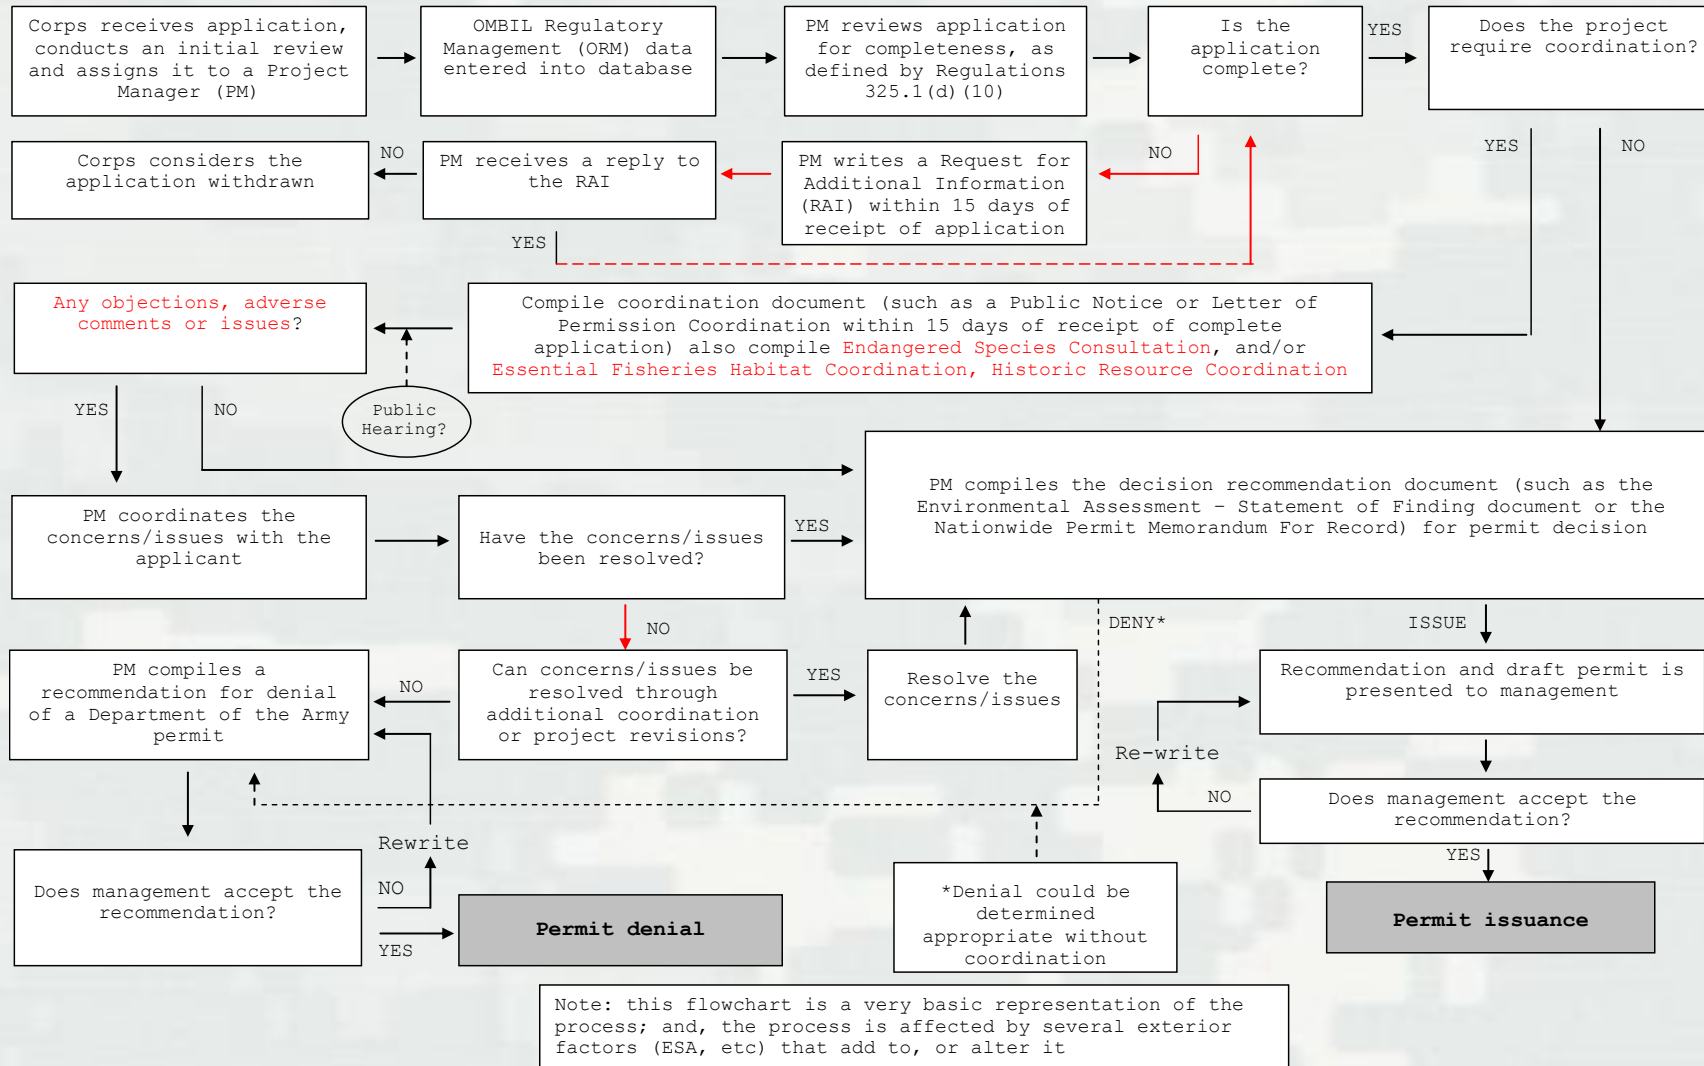 Corps receives application,
conducts an initial review
and assigns it to a Project
Manager (PM)
OMBIL Regulatory
Management (ORM) data
entered into database
PM reviews application
for completeness, as
defined by Regulations
325.1(d)(10)
Is the
application
complete?
YES
Does the project
require coordination?
Corps considers the
application withdrawn
NO
PM receives a reply to
the RAI
PM writes a Request for
Additional Information
(RAI) within 15 days of
receipt of application
NO
YES
NO
YES
Any objections, adverse
comments or issues?
Compile coordination document (such as a Public Notice or Letter of
Permission Coordination within 15 days of receipt of complete
application) also compile Endangered Species Consultation, and/or
Essential Fisheries Habitat Coordination, Historic Resource Coordination
YES
NO
Public
Hearing?
PM compiles the decision recommendation document (such as the
Environmental Assessment – Statement of Finding document or the
Nationwide Permit Memorandum For Record) for permit decision
PM coordinates the
concerns/issues with the
applicant
Have the concerns/issues
been resolved?
YES
NO
DENY*
ISSUE
PM compiles a
recommendation for denial
of a Department of the Army
permit
NO
Can concerns/issues be
resolved through
additional coordination
or project revisions?
YES
Resolve the
concerns/issues
Recommendation and draft permit is
presented to management
Re-write
NO
Does management accept the
recommendation?
Rewrite
YES
Does management accept the
recommendation?
NO
YES
Permit denial
*Denial could be
determined
appropriate without
coordination
Permit issuance
Note: this flowchart is a very basic representation of the
process; and, the process is affected by several exterior
factors (ESA, etc) that add to, or alter it